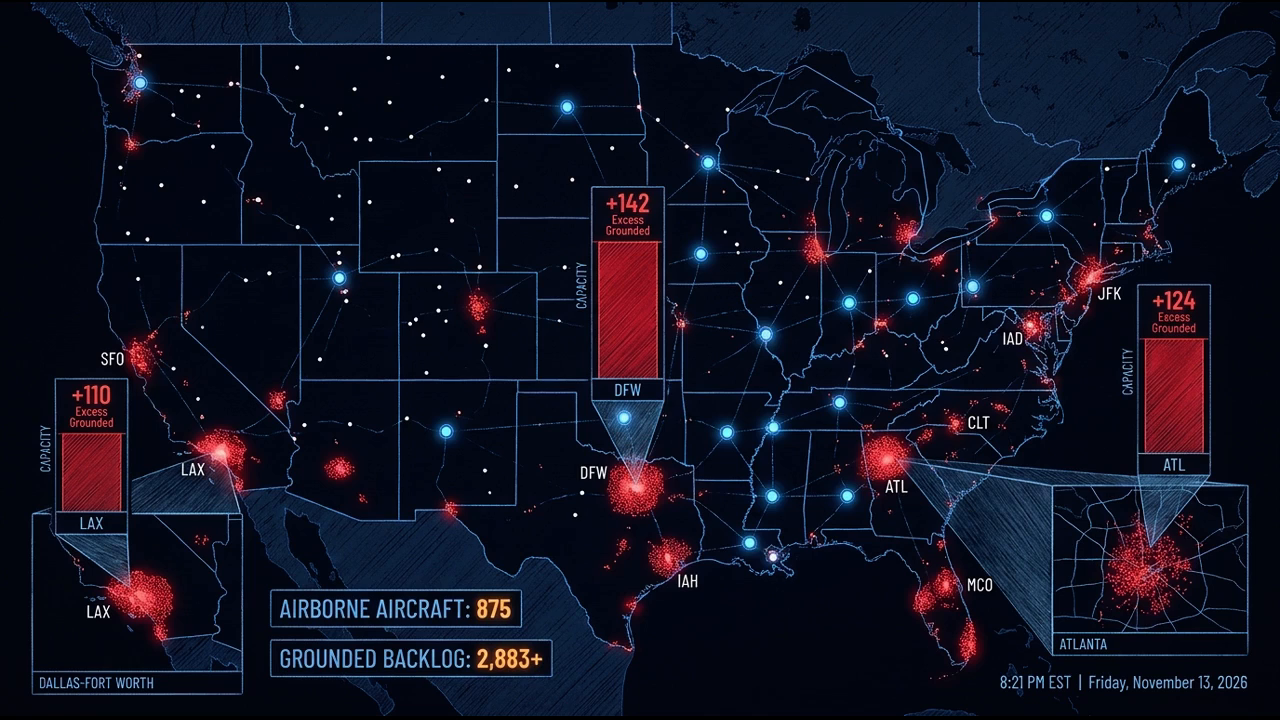 +142
Excess
Grounded
CAPACITY
DFW
JFK
+124
Excess
Grounded
CAPACITY
ATL
IAD
SFO
+110
Excess
Grounded
CAPACITY
LAX
CLT
LAX
DFW
ATL
IAH
MCO
LAX
DALLAS-FORT WORTH
AIRBORNE AIRCRAFT: 875
GROUNDED BACKLOG: 2,883+
ATLANTA
8:21 PM EST | Friday, November 13, 2026